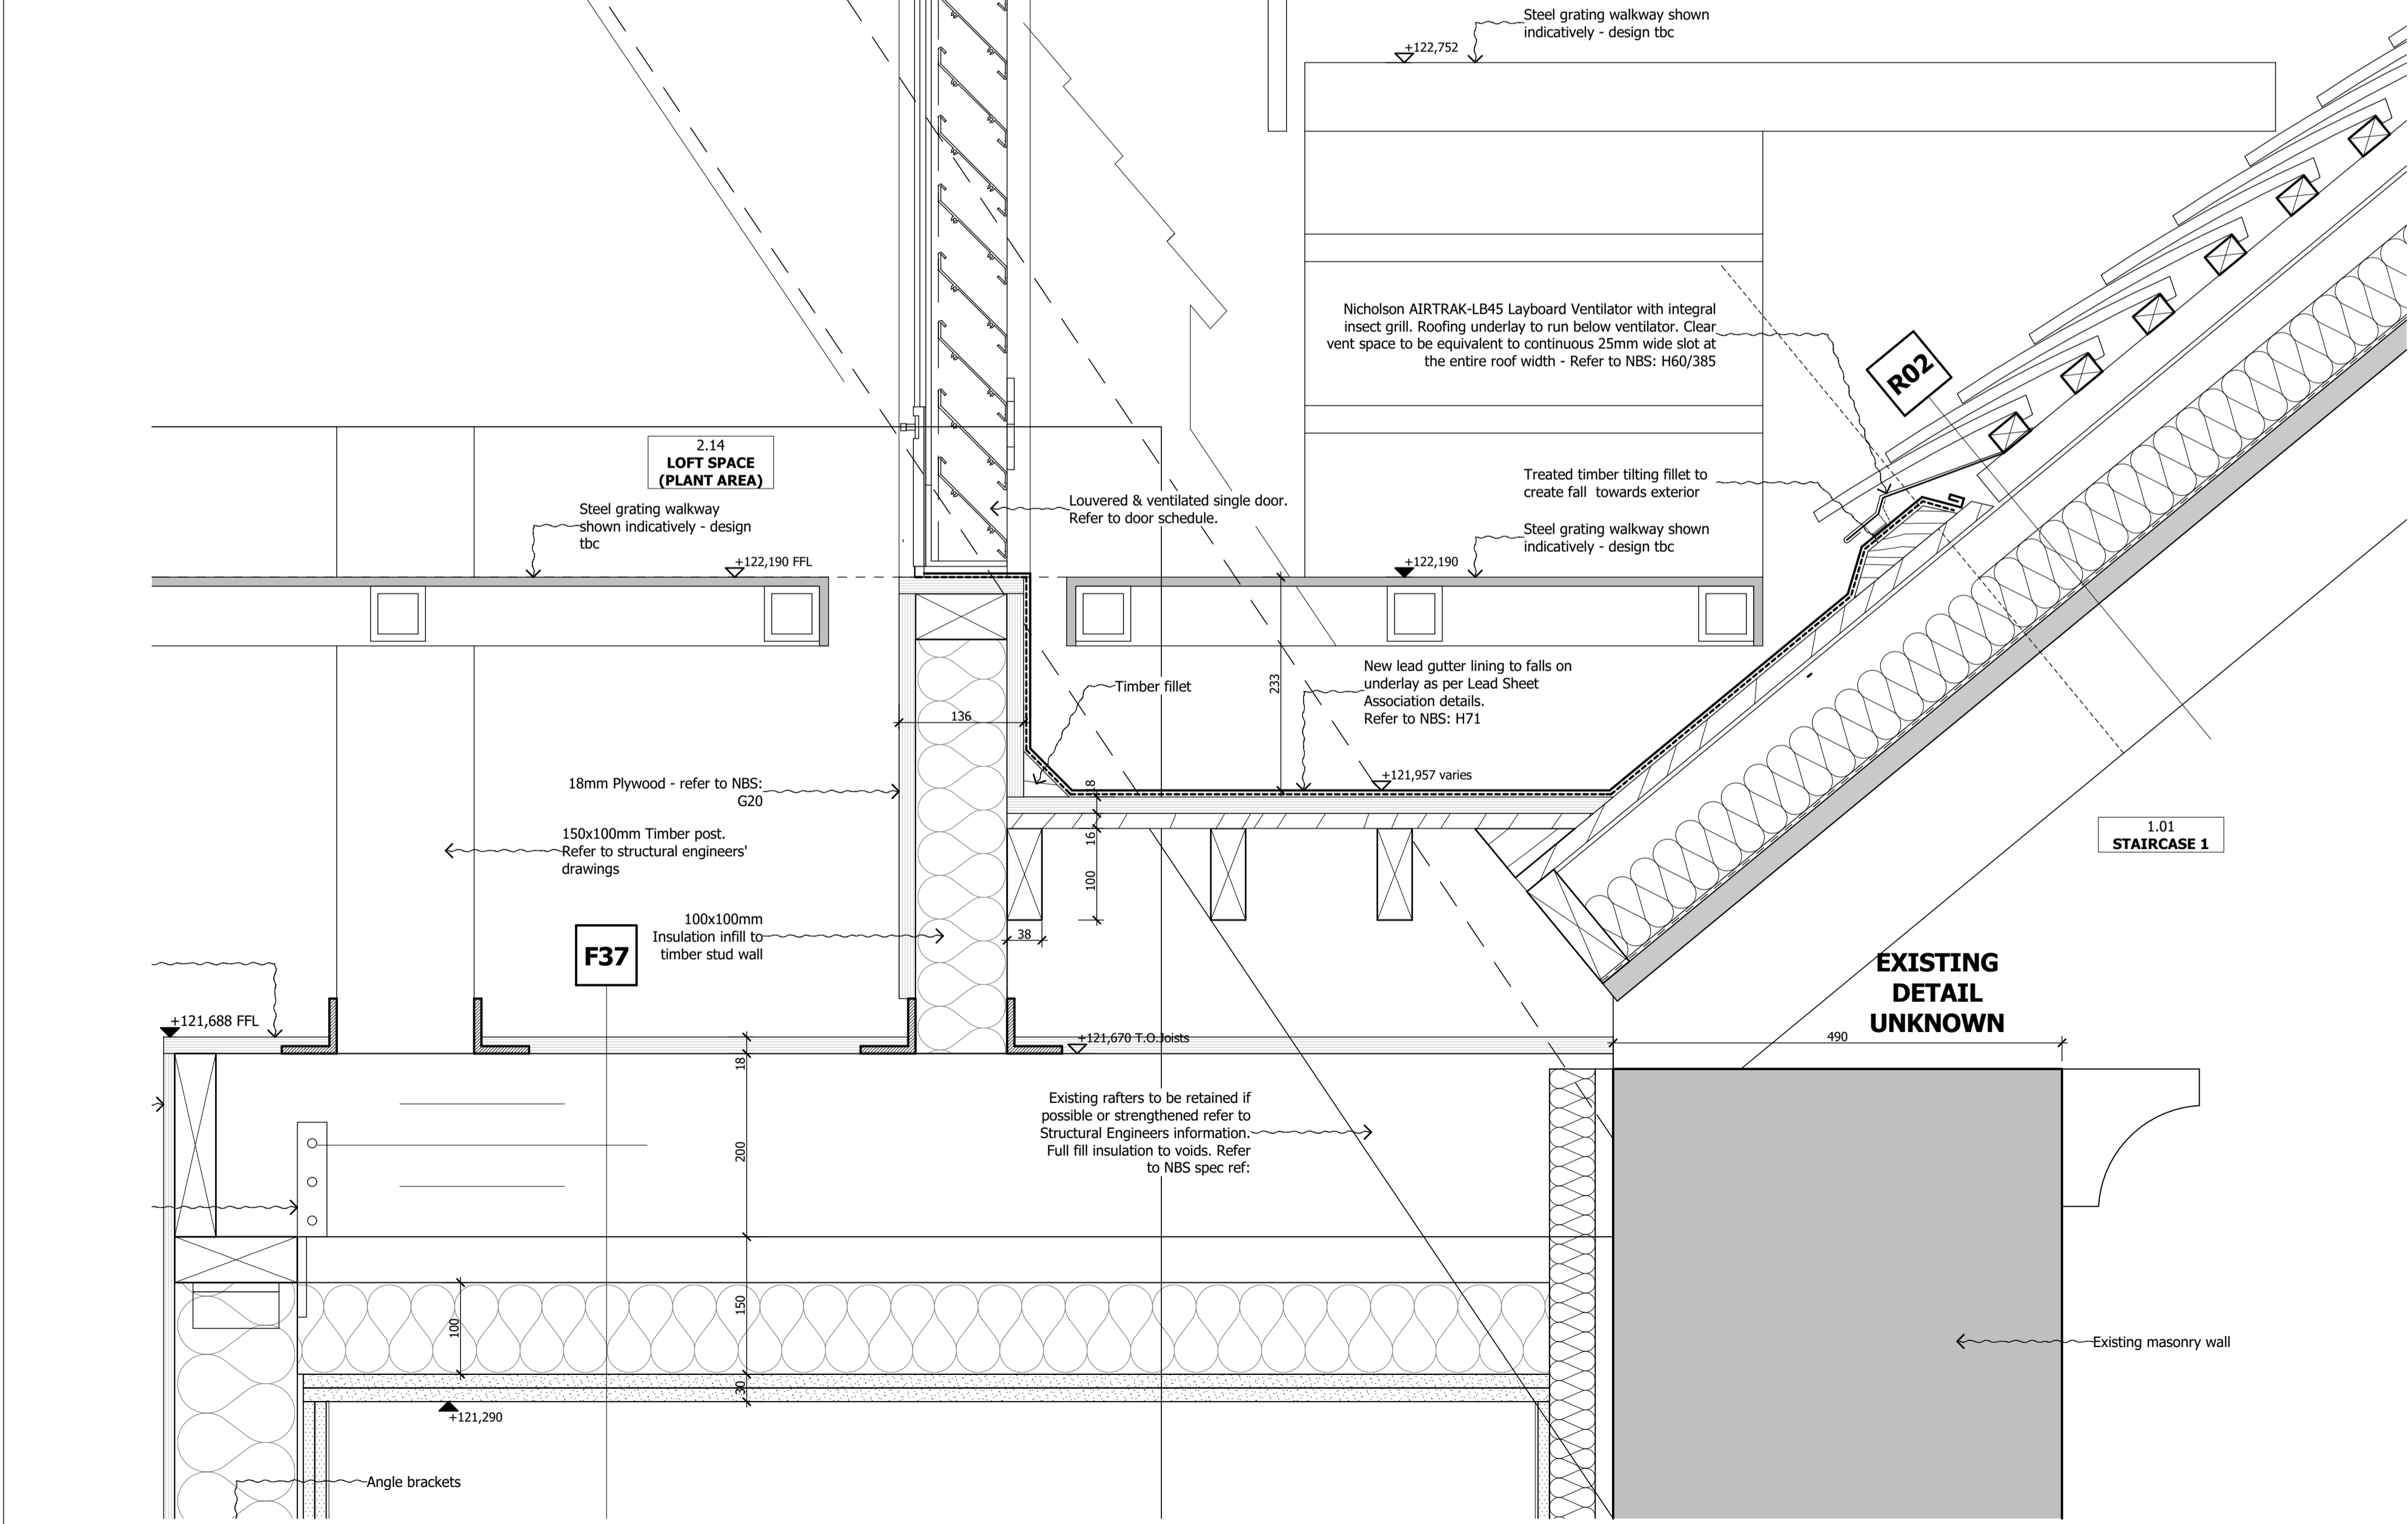 Steel grating walkway shown
indicatively - design tbc
+122,752
Nicholson AIRTRAK-LB45 Layboard Ventilator with integral
insect grill. Roofing underlay to run below ventilator. Clear
vent space to be equivalent to continuous 25mm wide slot at
the entire roof width - Refer to NBS: H60/385
R02
2.14
LOFT SPACE
(PLANT AREA)
Steel grating walkway
shown indicatively - design
tbc
+122,190 FFL
Louvered & ventilated single door.
Refer to door schedule.
Treated timber tilting fillet to
create fall  towards exterior
Steel grating walkway shown
indicatively - design tbc
+122,190
Timber fillet
233
New lead gutter lining to falls on
underlay as per Lead Sheet
Association details.
Refer to NBS: H71
136
18mm Plywood - refer to NBS:
G20
+121,957 varies
150x100mm Timber post.
Refer to structural engineers'
drawings
16
100
38
1.01
STAIRCASE 1
100x100mm
Insulation infill to
timber stud wall
F37
EXISTING
DETAIL
UNKNOWN
+121,688 FFL
+121,670 T.O.Joists
490
18
200
150
100
30
Existing rafters to be retained if
possible or strengthened refer to
Structural Engineers information.
Full fill insulation to voids. Refer
to NBS spec ref:
Existing masonry wall
+121,290
Angle brackets